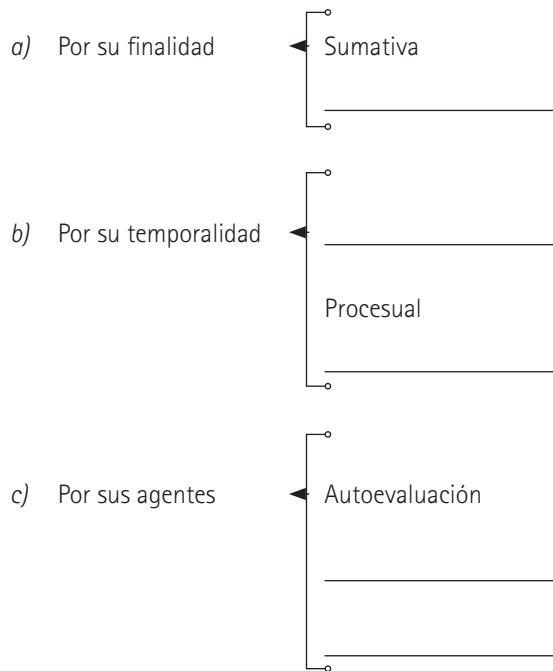 a) Por su finalidad
Sumativa
b) Por su temporalidad
Procesual
c) Por sus agentes
Autoevaluación